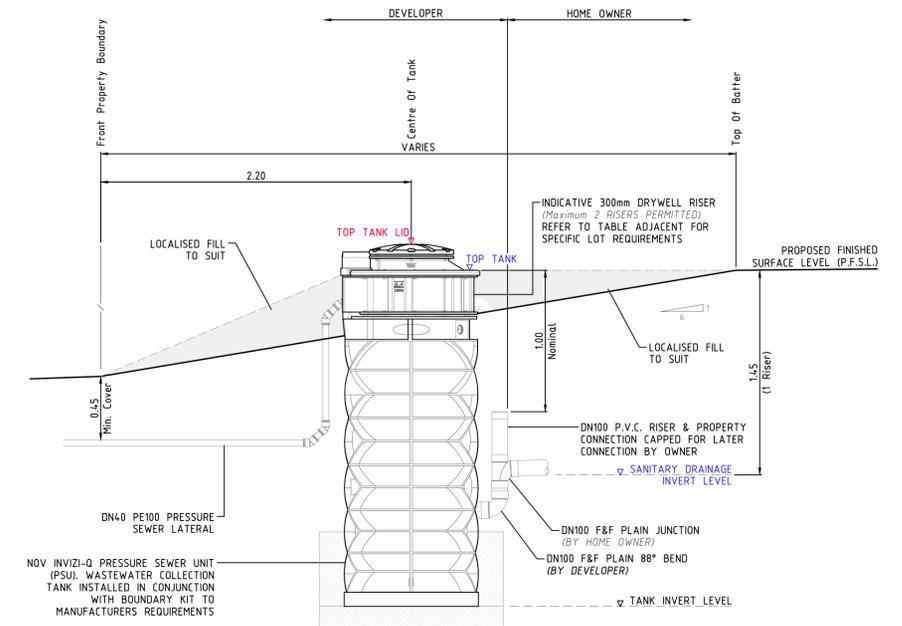 DEVELOPER
HOME OWNER
Front Property Boundary
Centre Of Tank
Top Of Batter
VARIES
2.20
INDICATIVE 300mm DRYWELL RISER
(Maximum 2 RISERS PERMITTED)
REFER TO TABLE ADJACENT FOR
SPECIFIC LOT REQUIREMENTS
TOP TANK LID
LOCALISED FILL
TO SUIT
TOP TANK
PROPOSED FINISHED
SURFACE LEVEL (P.F.S.L.)
1
6
1.00
Nominal
LOCALISED FILL
TO SUIT
1.45
(1 Riser)
0.45
Min. Cover
DN100 P.V.C. RISER & PROPERTY
CONNECTION CAPPED FOR LATER
CONNECTION BY OWNER
SANITARY DRAINAGE
INVERT LEVEL
DN40 PE100 PRESSURE
SEWER LATERAL
DN100 F&F PLAIN JUNCTION
(BY HOME OWNER)
DN100 F&F PLAIN 88° BEND
(BY DEVELOPER)
NOV INVIZI-Q PRESSURE SEWER UNIT
(PSU). WASTEWATER COLLECTION
TANK INSTALLED IN CONJUNCTION
WITH BOUNDARY KIT TO
MANUFACTURERS REQUIREMENTS
TANK INVERT LEVEL